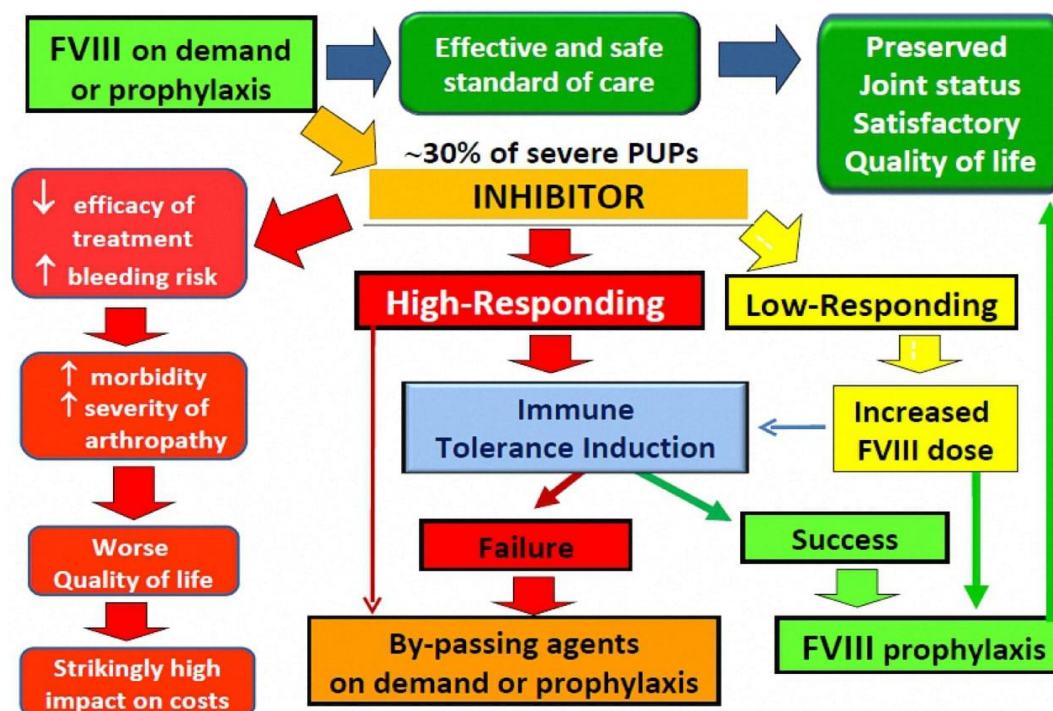 FVIII on demand
or prophylaxis
Effective and safe
standard of care
Preserved
Joint status
Satisfactory
Quality of life
~30% of severe PUPs
INHIBITOR
↓ efficacy of
treatment
↑ bleeding risk
High-Responding
Low-Responding
↑ morbidity
↑ severity of
arthropathy
Immune
Tolerance Induction
Increased
FVIII dose
Worse
Quality of life
Failure
Success
Strikingly high
impact on costs
By-passing agents
on demand or prophylaxis
FVIII prophylaxis